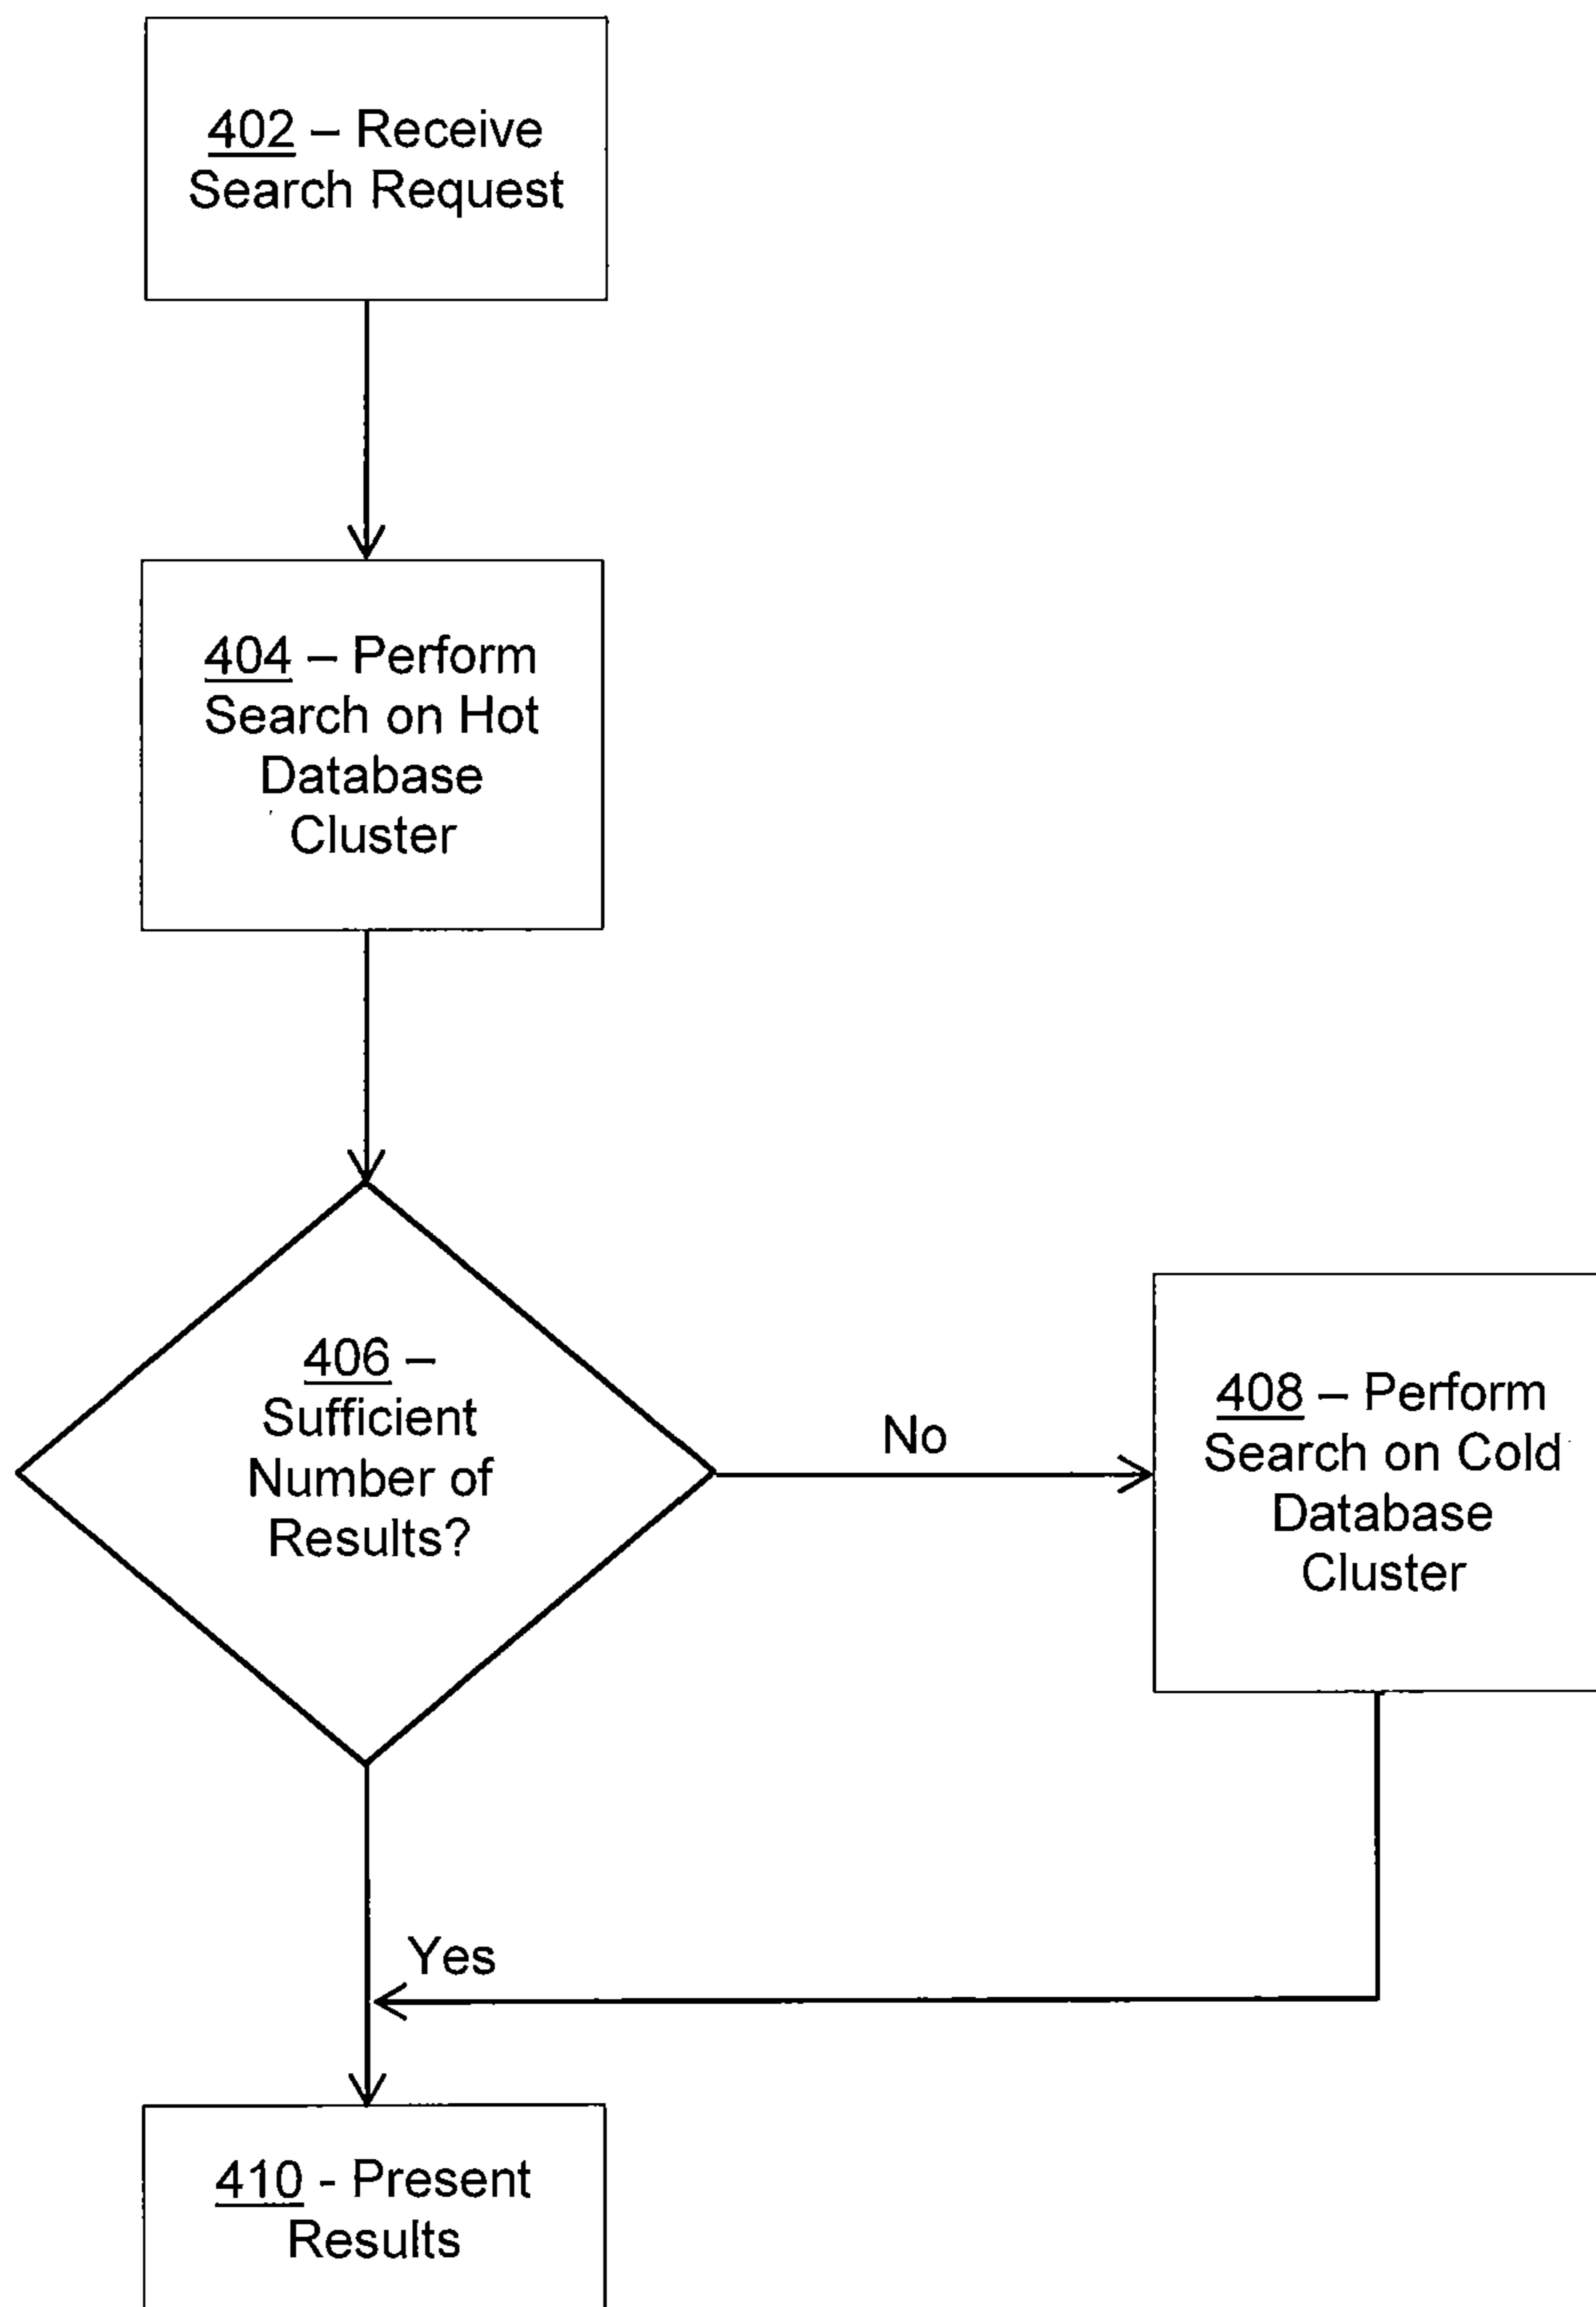 402 – Receive
Search Request
404 – Perform
Search on Hot
Database
Cluster
406 –
Sufficient
Number of
Results?
No
408 – Perform
Search on Cold
Database
Cluster
Yes
410 - Present
Results